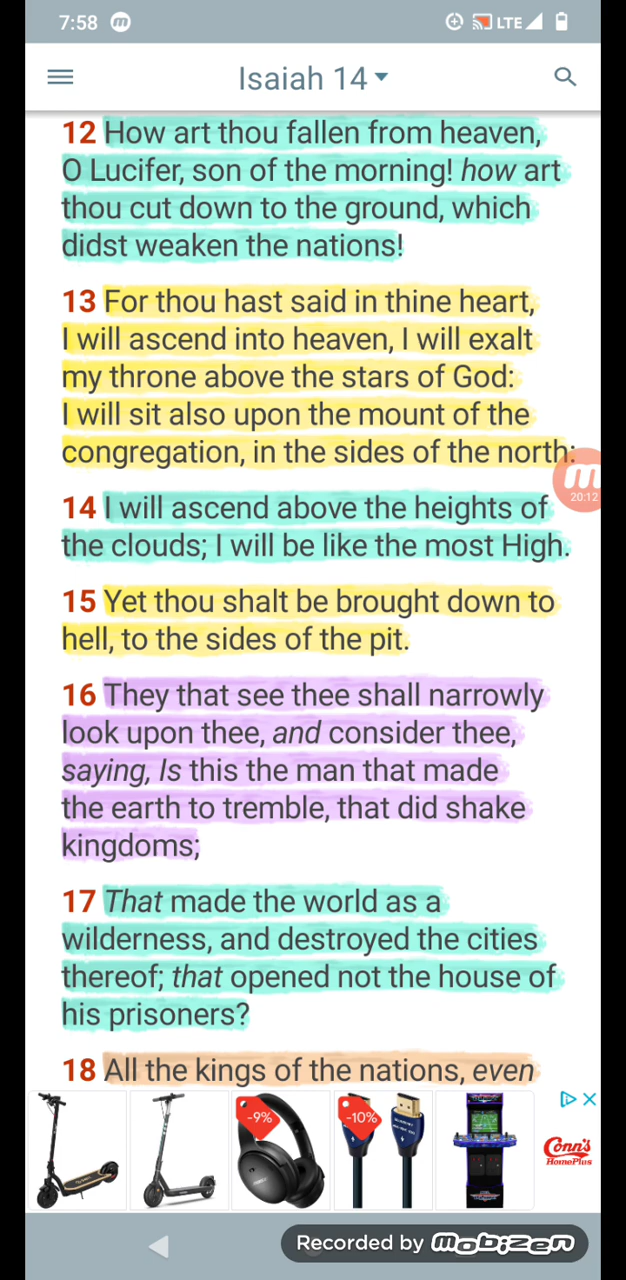 7:58
LTE
Isaiah 14
12 How art thou fallen from heaven,
O Lucifer, son of the morning! how art
thou cut down to the ground, which
didst weaken the nations!
13 For thou hast said in thine heart,
I will ascend into heaven, I will exalt
my throne above the stars of God:
I will sit also upon the mount of the
congregation, in the sides of the north:
20:12
14 I will ascend above the heights of
the clouds; I will be like the most High.
15 Yet thou shalt be brought down to
hell, to the sides of the pit.
16 They that see thee shall narrowly
look upon thee, and consider thee,
saying, Is this the man that made
the earth to tremble, that did shake
kingdoms;
17 That made the world as a
wilderness, and destroyed the cities
thereof; that opened not the house of
his prisoners?
18 All the kings of the nations, even
-9%
-10%
Conn's
HomePlus
Recorded by mobizen